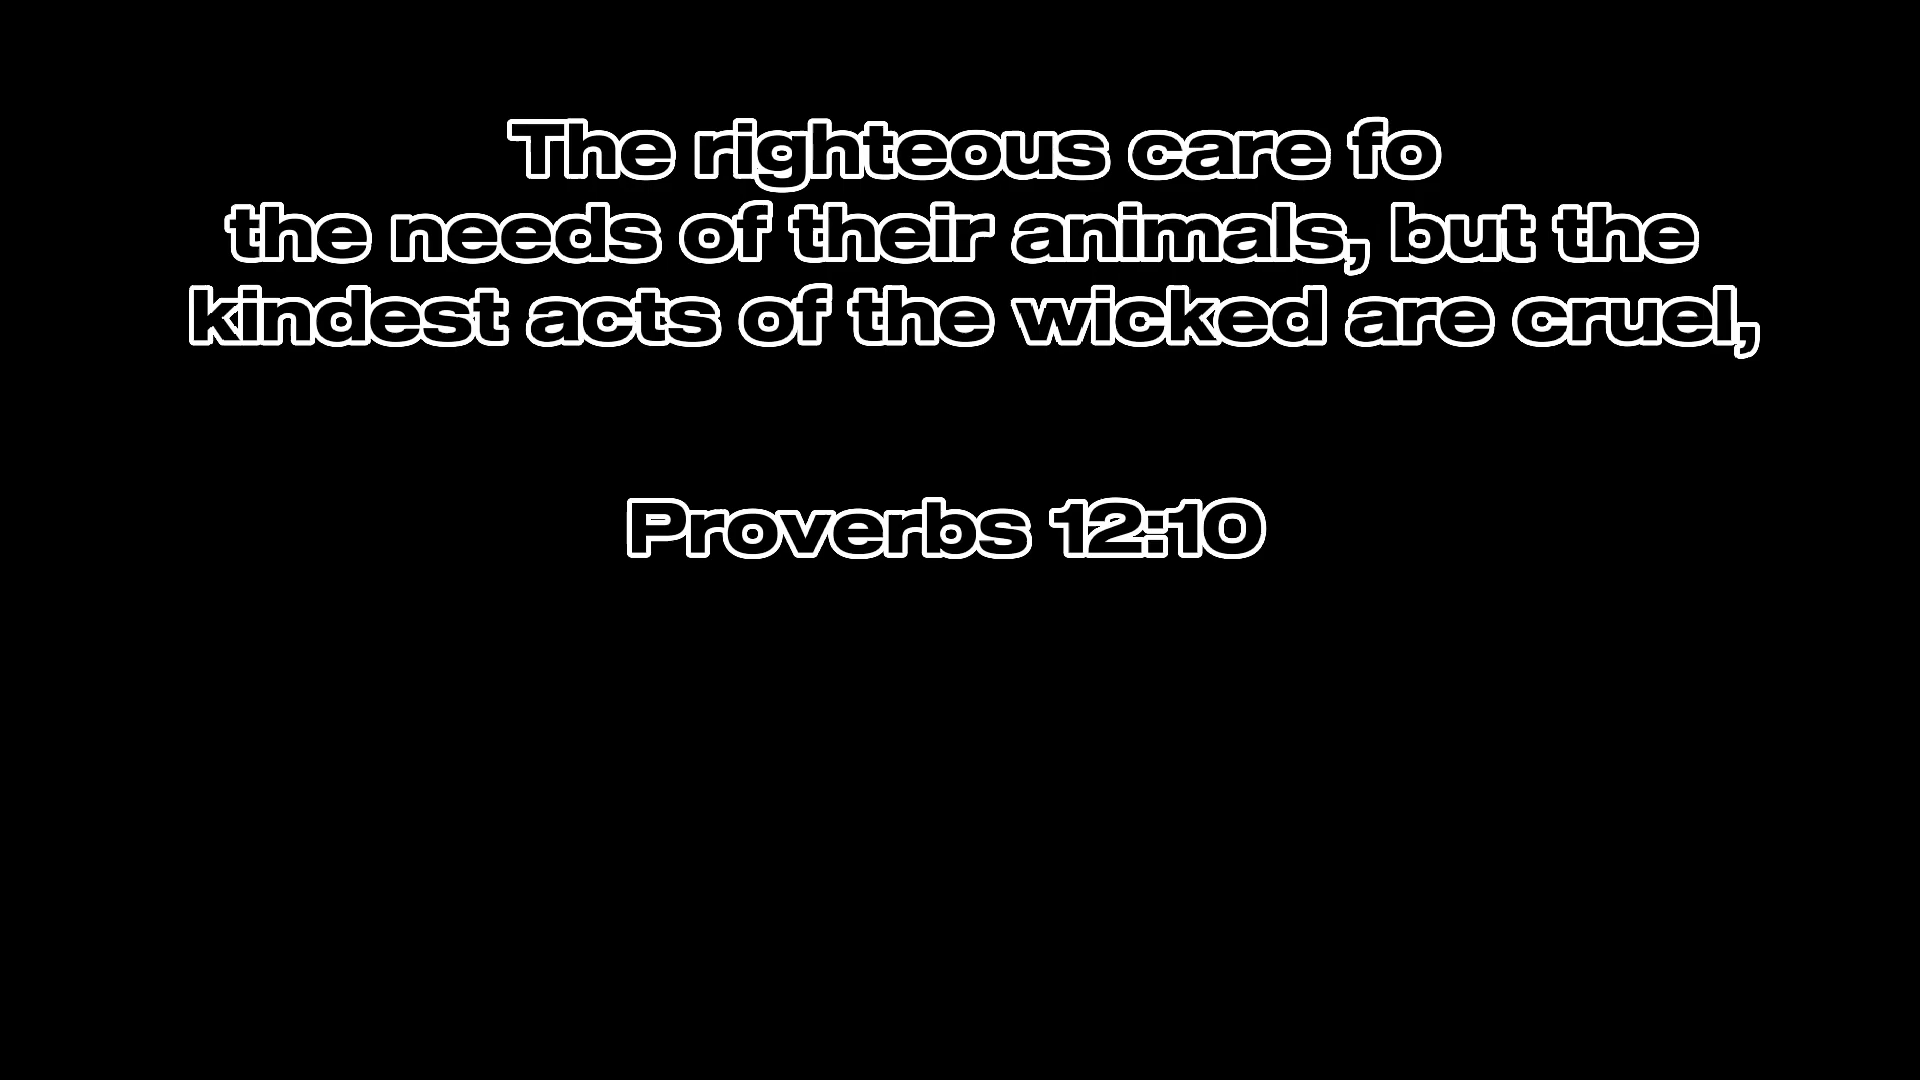 The righteous care fo
the needs of their animals, but the
kindest acts of the wicked are cruel,
Proverbs 12:10